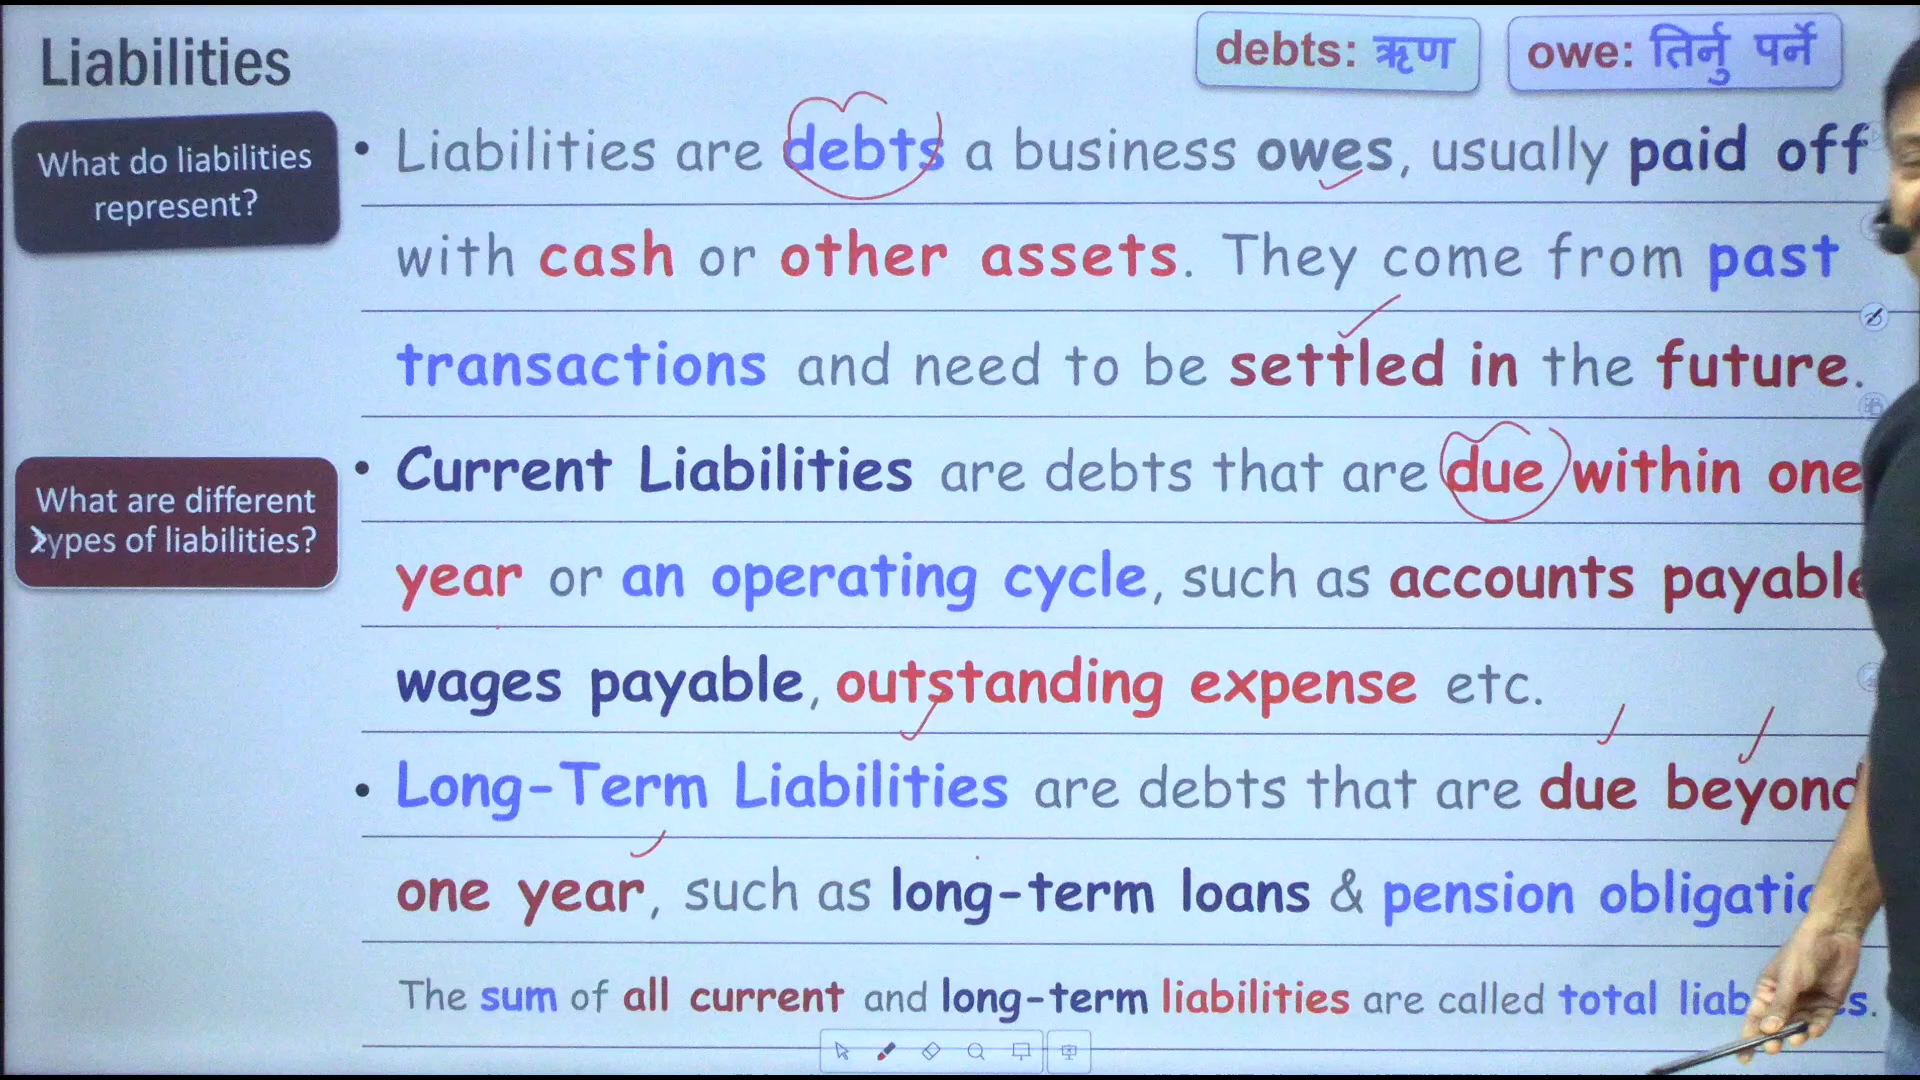 Liabilities
debts: ऋण
owe: तिर्नु पर्ने
What do liabilities
represent?
• Liabilities are debts a business owes, usually paid off
with cash or other assets. They come from past
transactions and need to be settled in the future.
What are different
types of liabilities?
• Current Liabilities are debts that are due within one
year or an operating cycle, such as accounts payable
wages payable, outstanding expense etc.
• Long-Term Liabilities are debts that are due beyond
one year, such as long-term loans & pension
The sum of all current and long-term liabilities are called total